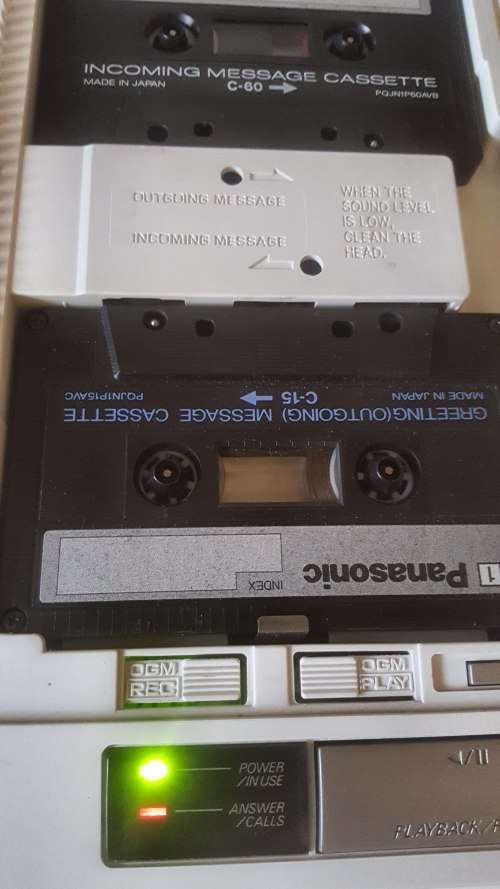 INCOMING MESSAGE CASSETTE
MADE IN JAPAN C-60 PQJN1P60AVB
OUTGOING MESSAGE
INCOMING MESSAGE
WHEN THE
SOUND LEVEL
IS LOW,
CLEAN THE
HEAD.
GREETING(OUTGOING) MESSAGE CASSETTE
MADE IN JAPAN C-15 PQJN1P15AVC
1 Panasonic
INDEX
OGM
REC
OGM
PLAY
POWER
/IN USE
ANSWER
/CALLS
PLAYBACK